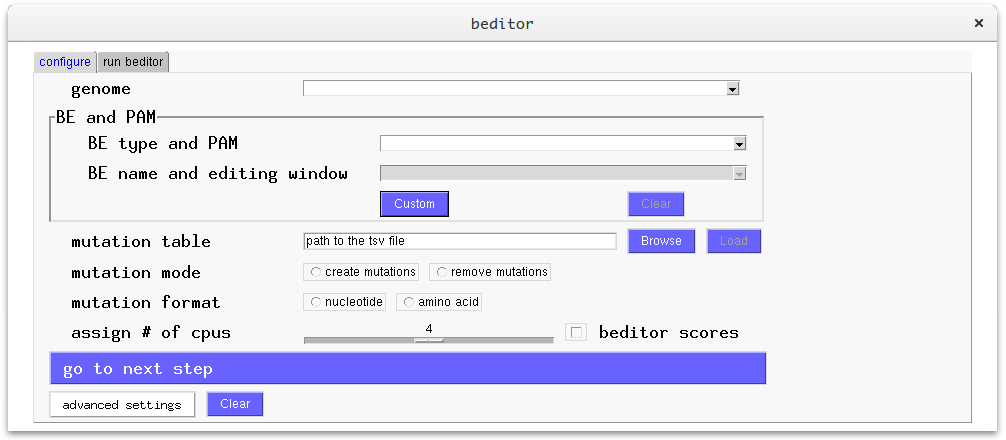 beditor
configure run beditor
genome
BE and PAM
BE type and PAM
BE name and editing window
Custom Clear
mutation table path to the tsv file Browse Load
mutation mode create mutations remove mutations
mutation format nucleotide amino acid
assign # of cpus 4 beditor scores
go to next step
advanced settings Clear